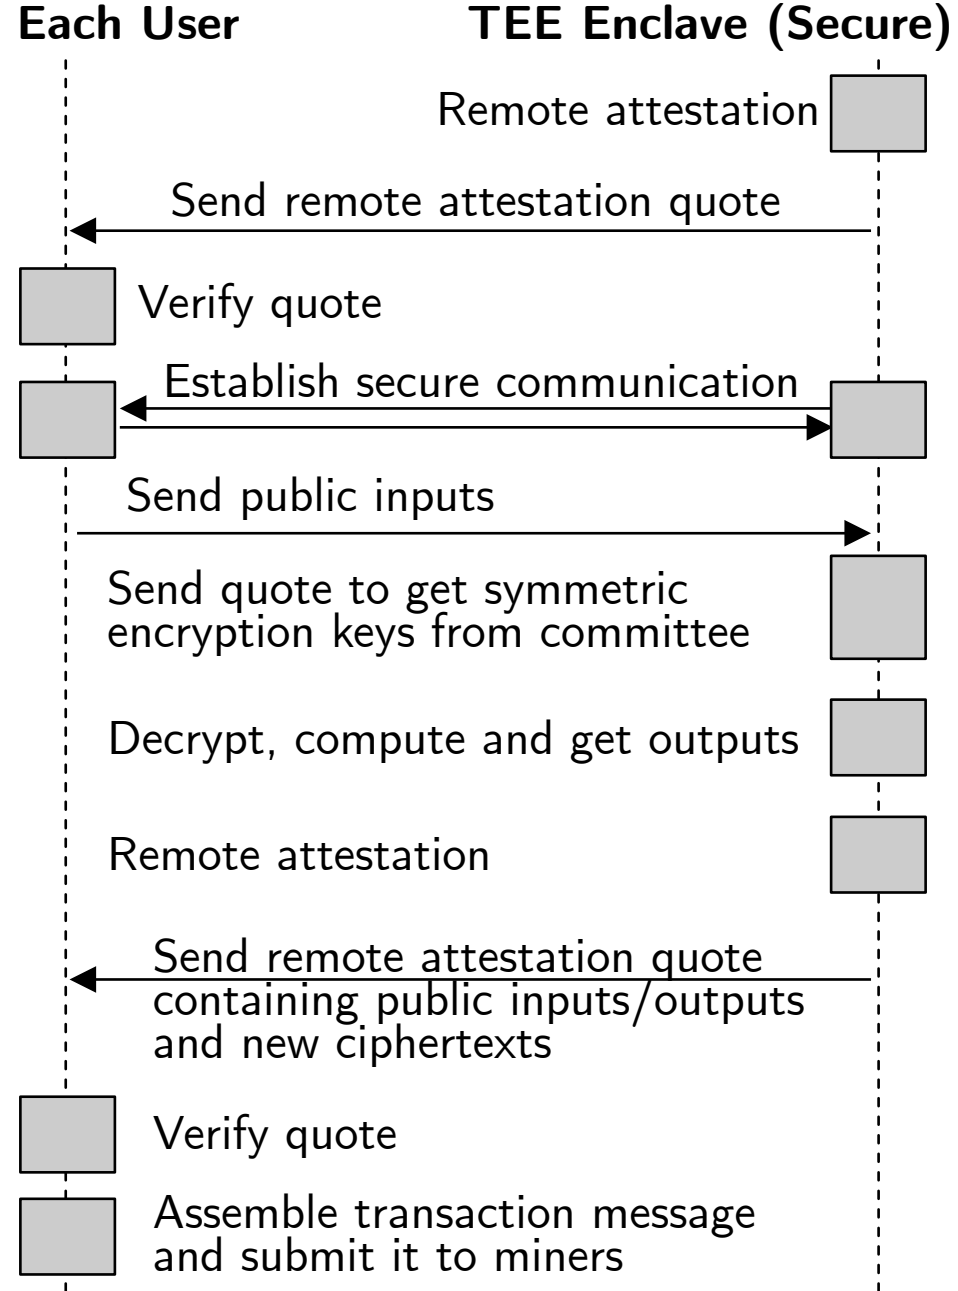 Each User
TEE Enclave (Secure)
Remote attestation
Send remote attestation quote
Verify quote
Establish secure communication
Send public inputs
Send quote to get symmetric
encryption keys from committee
Decrypt, compute and get outputs
Remote attestation
Send remote attestation quote
containing public inputs/outputs
and new ciphertexts
Verify quote
Assemble transaction message
and submit it to miners